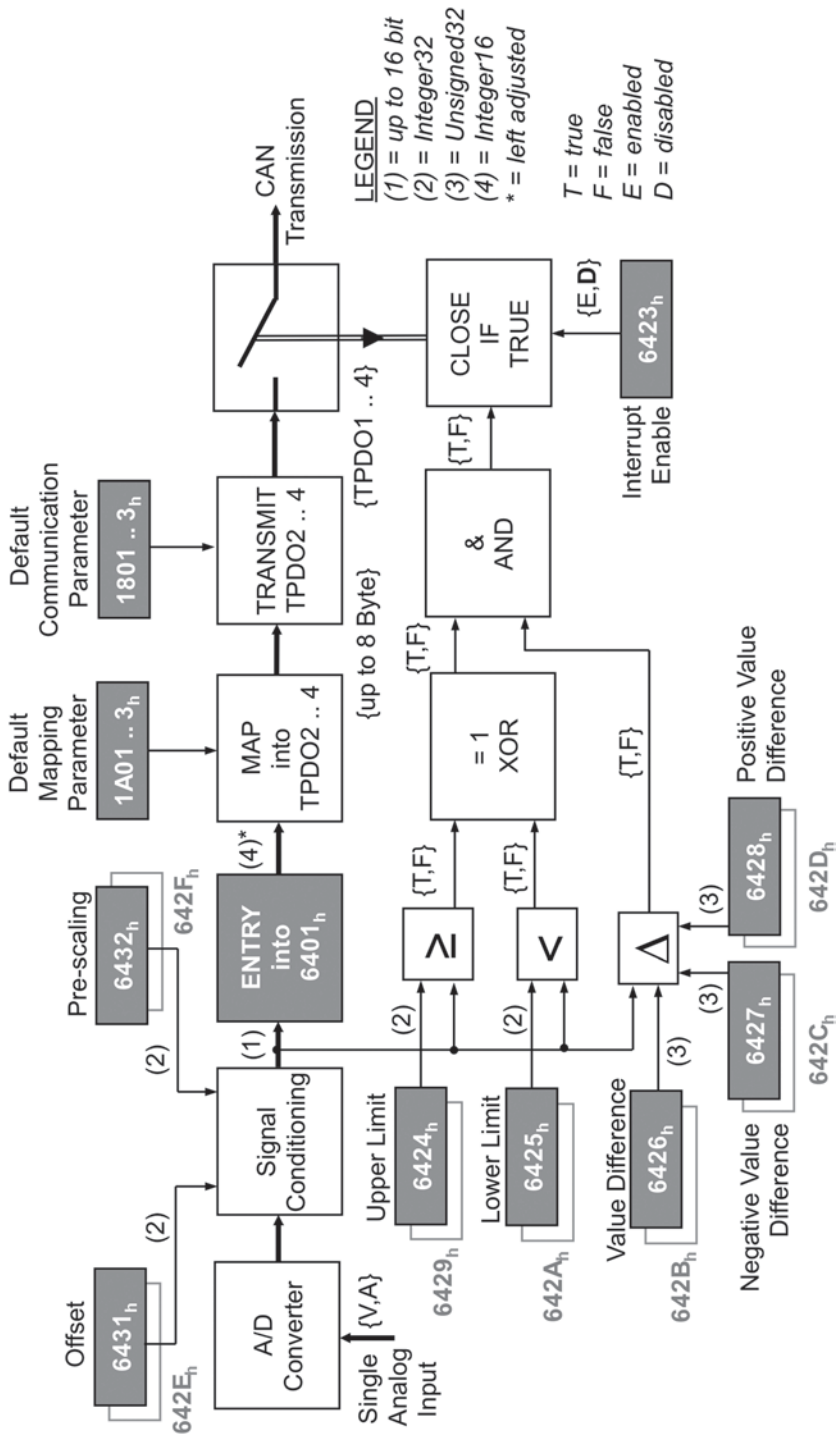 Offset
6431h
642Eh
(2)
Pre-scaling
6432h
642Fh
(2)
Default
Mapping
Parameter
1A01 .. 3h
Default
Communication
Parameter
1801 .. 3h
Single
Analog
Input
{V,A}
A/D
Converter
Signal
Conditioning
(1)
ENTRY
into
6401h
(4)*
MAP
into
TPDO2 .. 4
{up to 8 Byte}
TRANSMIT
TPDO2 .. 4
{TPDO1 .. 4}
CAN
Transmission
Upper Limit
6424h
6429h
(2)
≥
{T,F}
Lower Limit
6425h
642Ah
(2)
<
{T,F}
= 1
XOR
{T,F}
&
AND
{T,F}
CLOSE
IF
TRUE
{E,D}
6423h
Interrupt
Enable
Value Difference
6426h
642Bh
(3)
Δ
{T,F}
Negative Value
Difference
6427h
642Ch
(3)
6428h
642Dh
(3)
Positive Value
Difference
LEGEND
(1) = up to 16 bit
(2) = Integer32
(3) = Unsigned32
(4) = Integer16
* = left adjusted
T = true
F = false
E = enabled
D = disabled